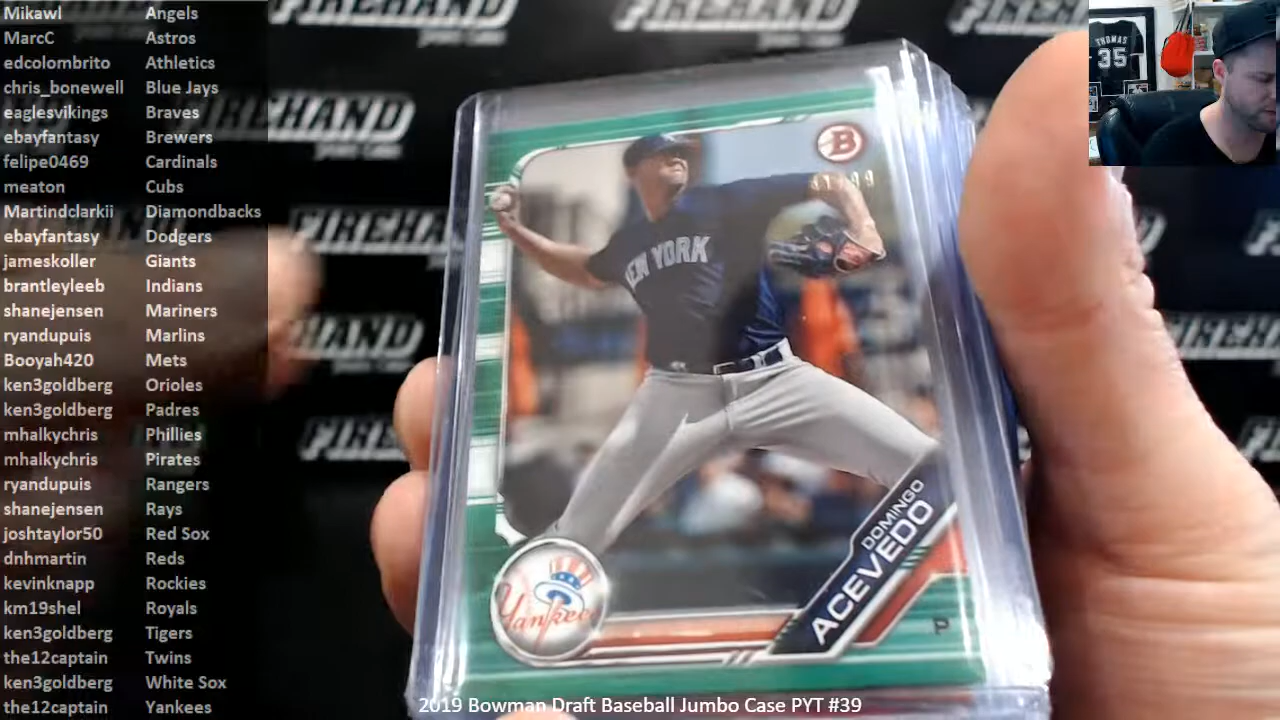 Mikawl Angels
MarcC Astros
edcolombrito Athletics
chris_bonewell Blue Jays
eaglesvikings Braves
ebayfantasy Brewers
felipe0469 Cardinals
meaton Cubs
Martindclarkii Diamondbacks
ebayfantasy Dodgers
jameskoller Giants
brantleyleeb Indians
shanejensen Mariners
ryandupuis Marlins
Booyah420 Mets
ken3goldberg Orioles
ken3goldberg Padres
mhalkychris Phillies
mhalkychris Pirates
ryandupuis Rangers
shanejensen Rays
joshtaylor50 Red Sox
dnhmartin Reds
kevinknapp Rockies
km19shel Royals
ken3goldberg Tigers
the12captain Twins
ken3goldberg White Sox
the12captain Yankees
FIREHAND
FIREHAND
FIREHAND
FIREHAND
FIREHAND
FIREHAND
THOMAS
35
B
NEW YORK
DOMINGO
ACEVEDO
Yankees
P
2019 Bowman Draft Baseball Jumbo Case PYT #39